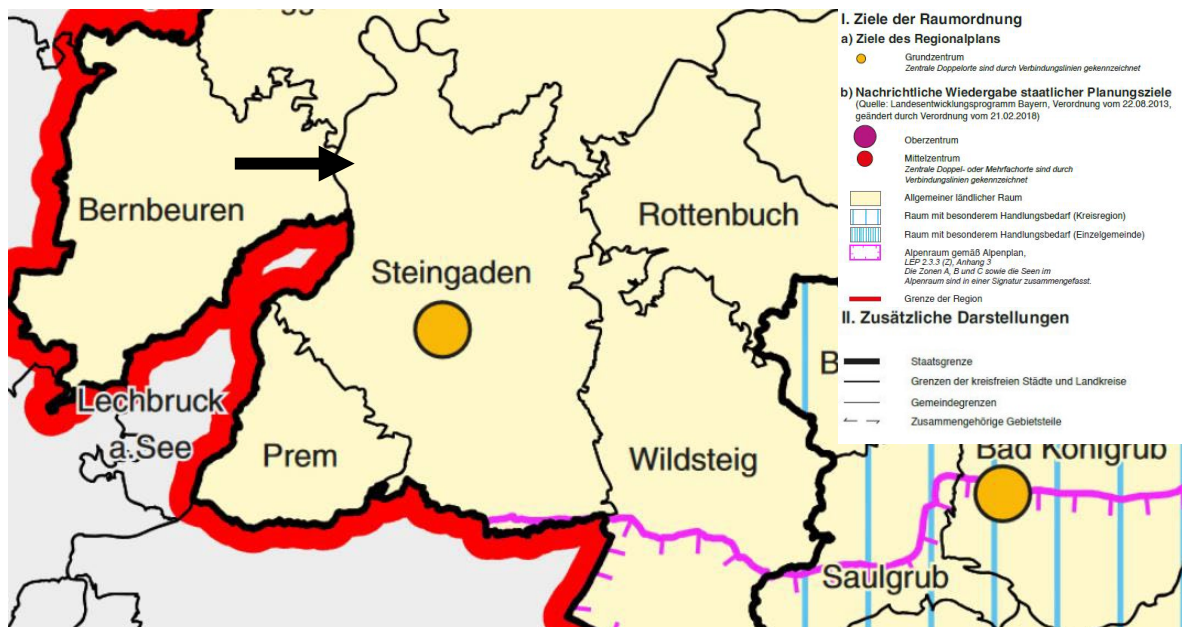 Bernbeuren
Steingaden
Rottenbuch
Lechbruck
a.See
Prem
Wildsteig
B
Bad Kohlgrub
Saulgrub
I. Ziele der Raumordnung
a) Ziele des Regionalplans
Grundzentrum
Zentrale Doppelorte sind durch Verbindungslinien gekennzeichnet
b) Nachrichtliche Wiedergabe staatlicher Planungsziele
(Quelle: Landesentwicklungsprogramm Bayern, Verordnung vom 22.08.2013,
geändert durch Verordnung vom 21.02.2018)
Oberzentrum
Mittelzentrum
Zentrale Doppel- oder Mehrfachorte sind durch
Verbindungslinien gekennzeichnet
Allgemeiner ländlicher Raum
Raum mit besonderem Handlungsbedarf (Kreisregion)
Raum mit besonderem Handlungsbedarf (Einzelgemeinde)
Alpenraum gemäß Alpenplan,
LEP 2.3.3 (Z), Anhang 3
Die Zonen A, B und C sowie die Seen im
Alpenraum sind in einer Signatur zusammengefasst.
Grenze der Region
II. Zusätzliche Darstellungen
Staatsgrenze
Grenzen der kreisfreien Städte und Landkreise
Gemeindegrenzen
Zusammengehörige Gebietsteile